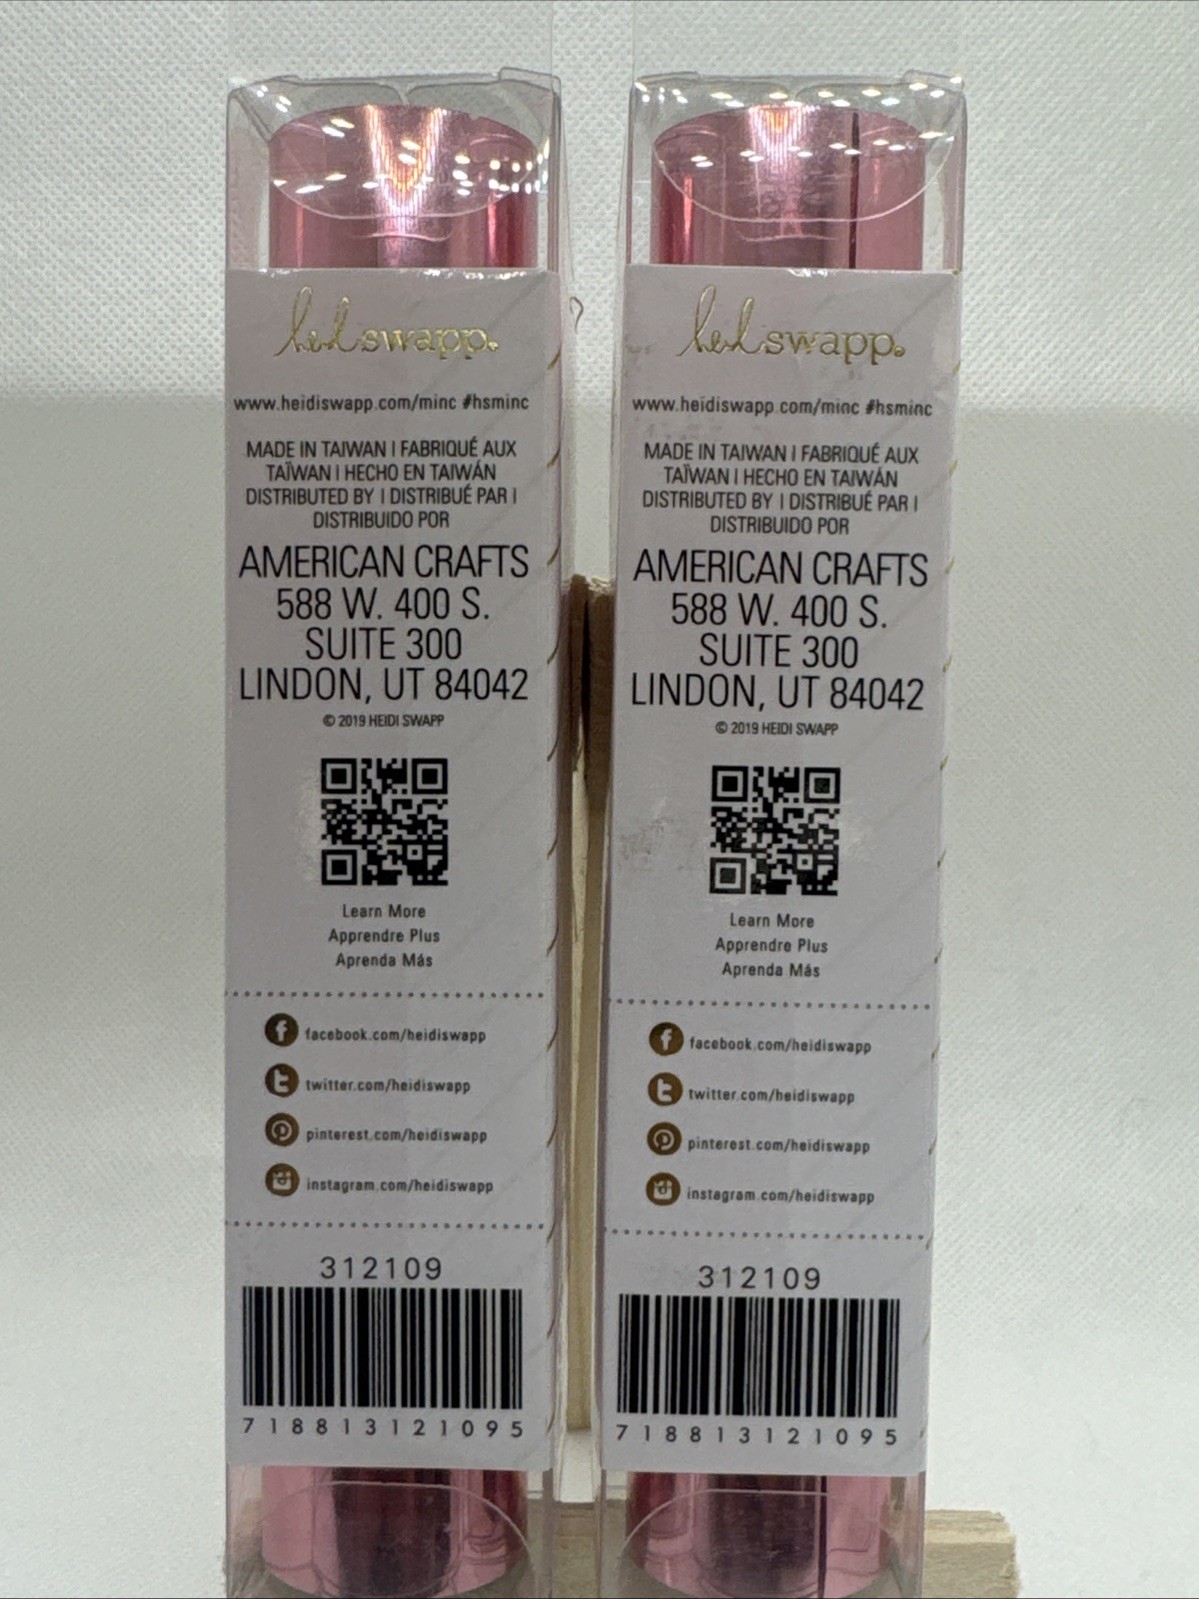 heidi swapp.
www.heidiswapp.com/minc #hsminc
MADE IN TAIWAN | FABRIQUÉ AUX
TAÏWAN | HECHO EN TAIWÁN
DISTRIBUTED BY | DISTRIBUÉ PAR |
DISTRIBUIDO POR
AMERICAN CRAFTS
588 W. 400 S.
SUITE 300
LINDON, UT 84042
© 2019 HEIDI SWAPP
Learn More
Apprendre Plus
Aprenda Más
facebook.com/heidiswapp
twitter.com/heidiswapp
pinterest.com/heidiswapp
instagram.com/heidiswapp
312109
718813121095
heidi swapp.
www.heidiswapp.com/minc #hsminc
MADE IN TAIWAN | FABRIQUÉ AUX
TAÏWAN | HECHO EN TAIWÁN
DISTRIBUTED BY | DISTRIBUÉ PAR |
DISTRIBUIDO POR
AMERICAN CRAFTS
588 W. 400 S.
SUITE 300
LINDON, UT 84042
© 2019 HEIDI SWAPP
Learn More
Apprendre Plus
Aprenda Más
facebook.com/heidiswapp
twitter.com/heidiswapp
pinterest.com/heidiswapp
instagram.com/heidiswapp
312109
718813121095